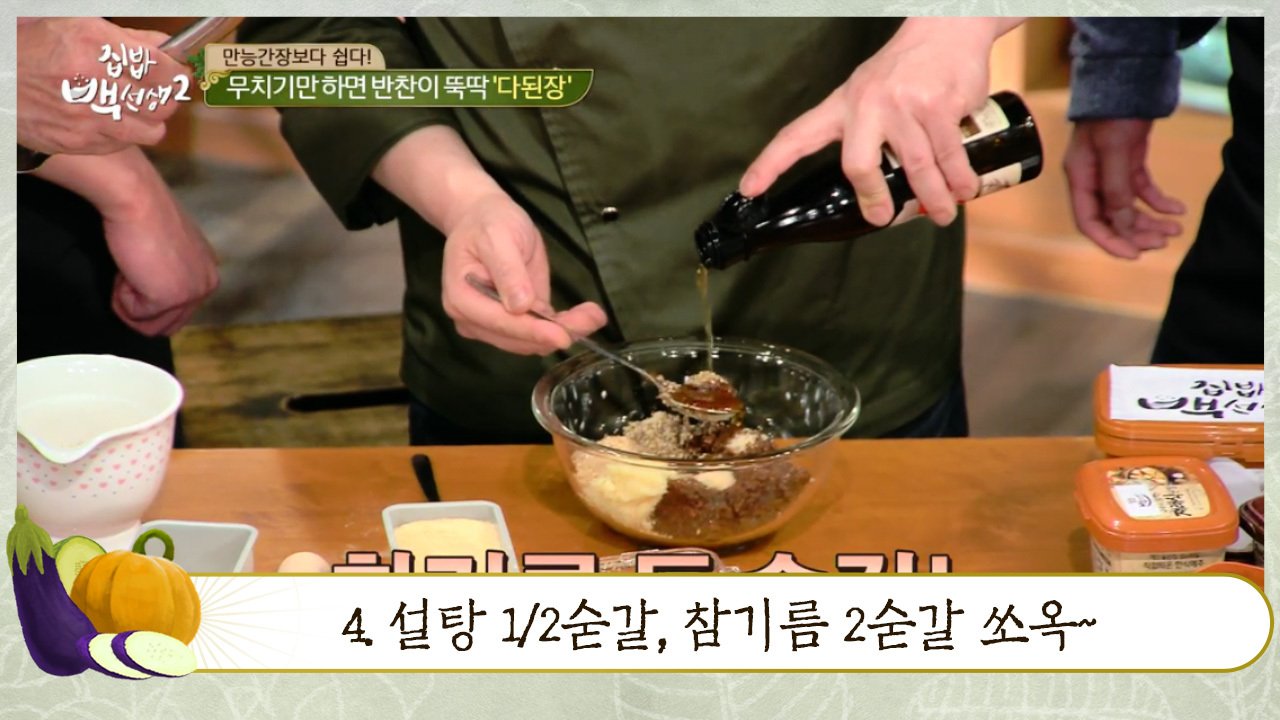 집밥
백선생2
만능간장보다 쉽다!
무치기만 하면 반찬이 뚝딱 '다된장'
집밥
백선생
4. 설탕 1/2숟갈, 참기름 2숟갈 쏘옥~